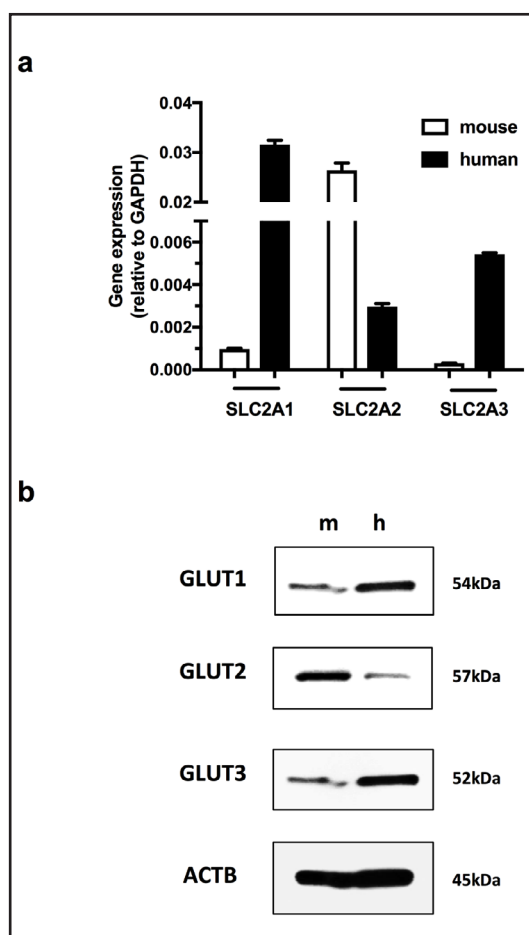 a
0.04
0.03
0.02
0.006
0.004
0.002
0.000
Gene expression
(relative to GAPDH)
mouse
human
SLC2A1 SLC2A2 SLC2A3
b
m h
GLUT1 54kDa
GLUT2 57kDa
GLUT3 52kDa
ACTB 45kDa